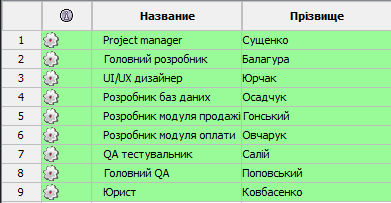 Название Прізвище
1 Project manager Сущенко
2 Головний розробник Балагура
3 UI/UX дизайнер Юрчак
4 Розробник баз даних Осадчук
5 Розробник модуля продажі Гонський
6 Розробник модуля оплати Овчарук
7 QA тестувальник Салій
8 Головний QA Поповський
9 Юрист Ковбасенко